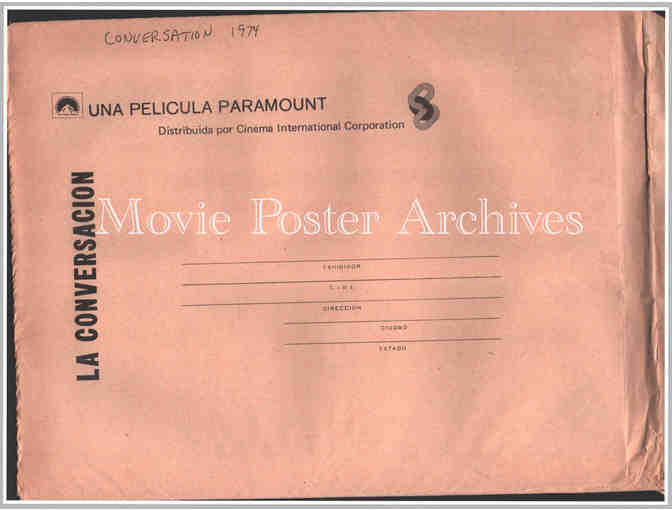 CONVERSATION 1974
UNA PELICULA PARAMOUNT
Distribuida por Cinema International Corporation
LA CONVERSACION
Movie Poster Archives
EXHIBIDOR
CINE
DIRECCION
CIUDAD
ESTADO